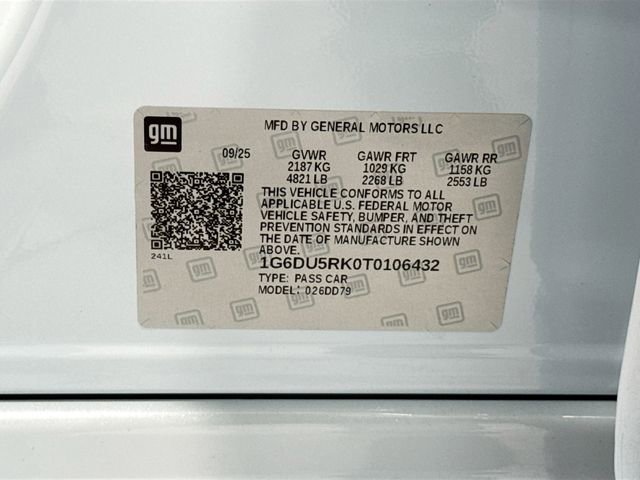 gm
MFD BY GENERAL MOTORS LLC
09/25 GVWR GAWR FRT GAWR RR
2187 KG 1029 KG 1158 KG
4821 LB 2268 LB 2553 LB
THIS VEHICLE CONFORMS TO ALL
APPLICABLE U.S. FEDERAL MOTOR
VEHICLE SAFETY, BUMPER, AND THEFT
PREVENTION STANDARDS IN EFFECT ON
THE DATE OF MANUFACTURE SHOWN
ABOVE.
241L
1G6DU5RK0T0106432
TYPE: PASS CAR
MODEL: 026DD79